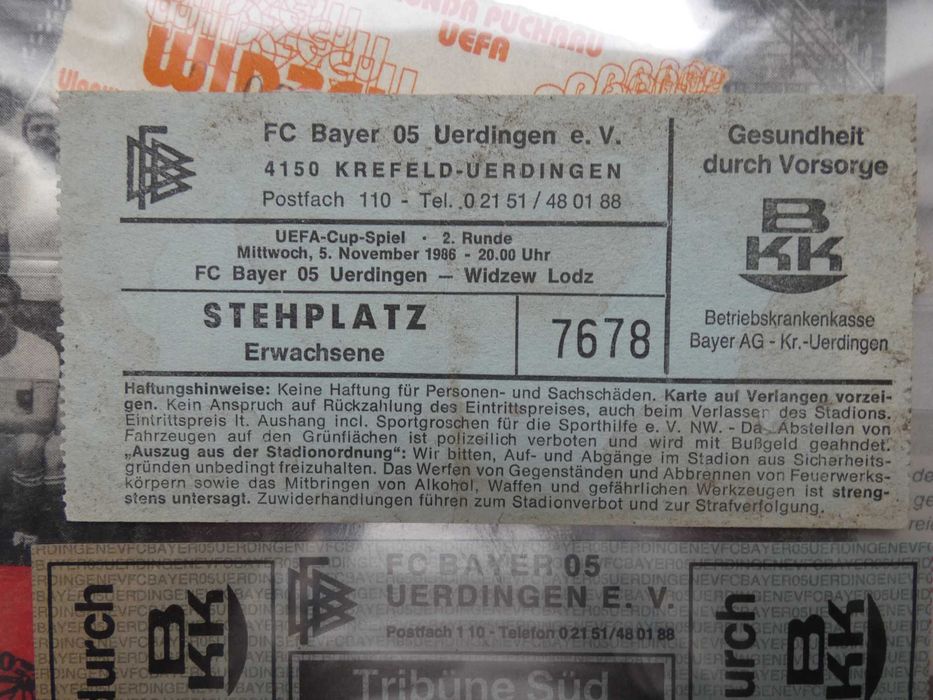 UEFA
FC Bayer 05 Uerdingen e. V.
4150 KREFELD-UERDINGEN
Postfach 110 - Tel. 0 21 51 / 48 01 88
UEFA-Cup-Spiel · 2. Runde
Mittwoch, 5. November 1986 - 20.00 Uhr
FC Bayer 05 Uerdingen — Widzew Lodz
STEHPLATZ
Erwachsene
7678
Gesundheit
durch Vorsorge
B
KK
Betriebskrankenkasse
Bayer AG - Kr.-Uerdingen
Haftungshinweise: Keine Haftung für Personen- und Sachschäden. Karte auf Verlangen vorzei-
gen. Kein Anspruch auf Rückzahlung des Eintrittspreises, auch beim Verlassen des Stadions.
Eintrittspreis lt. Aushang incl. Sportgroschen für die Sporthilfe e. V. NW. - Das Abstellen von
Fahrzeugen auf den Grünflächen ist polizeilich verboten und wird mit Bußgeld geahndet.
„Auszug aus der Stadionordnung“: Wir bitten, Auf- und Abgänge im Stadion aus Sicherheits-
gründen unbedingt freizuhalten. Das Werfen von Gegenständen und Abbrennen von Feuerwerks-
körpern sowie das Mitbringen von Alkohol, Waffen und gefährlichen Werkzeugen ist streng-
stens untersagt. Zuwiderhandlungen führen zum Stadionverbot und zur Strafverfolgung.
durch
B
KK
FC BAYER 05
UERDINGEN E. V.
Postfach 110 - Telefon 0 21 51/48 01 88
Tribüne Süd
urch
B
KK